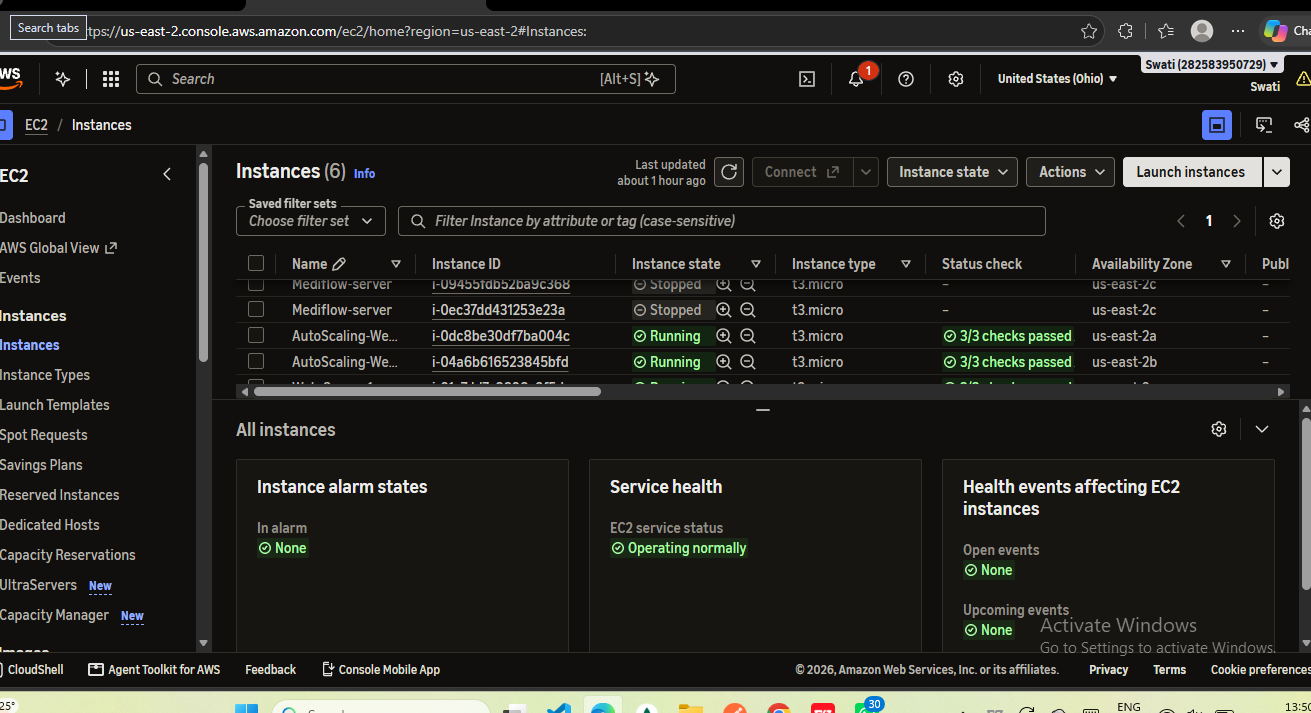 Search tabs
tps://us-east-2.console.aws.amazon.com/ec2/home?region=us-east-2#Instances:
Cha
aws
Search [Alt+S]
1
United States (Ohio)
Swati (282583950729)
Swati
EC2 / Instances
EC2
Dashboard
AWS Global View
Events
Instances
Instances
Instance Types
Launch Templates
Spot Requests
Savings Plans
Reserved Instances
Dedicated Hosts
Capacity Reservations
UltraServers New
Capacity Manager New
Images
Instances (6) Info
Last updated
about 1 hour ago
Connect
Instance state
Actions
Launch instances
Saved filter sets
Choose filter set
Filter Instance by attribute or tag (case-sensitive)
1
Name Instance ID Instance state Instance type Status check Availability Zone Publ
Mediflow-server i-09455fdb52ba9c368 Stopped t3.micro – us-east-2c –
Mediflow-server i-0ec37dd431253e23a Stopped t3.micro – us-east-2c –
AutoScaling-We... i-0dc8be30df7ba004c Running t3.micro 3/3 checks passed us-east-2a –
AutoScaling-We... i-04a6b616523845bfd Running t3.micro 3/3 checks passed us-east-2b –
All instances
Instance alarm states
In alarm
None
Service health
EC2 service status
Operating normally
Health events affecting EC2
instances
Open events
None
Upcoming events
None
Activate Windows
Go to Settings to activate Windows.
CloudShell Agent Toolkit for AWS Feedback Console Mobile App
© 2026, Amazon Web Services, Inc. or its affiliates. Privacy Terms Cookie preferences
25°
30
ENG